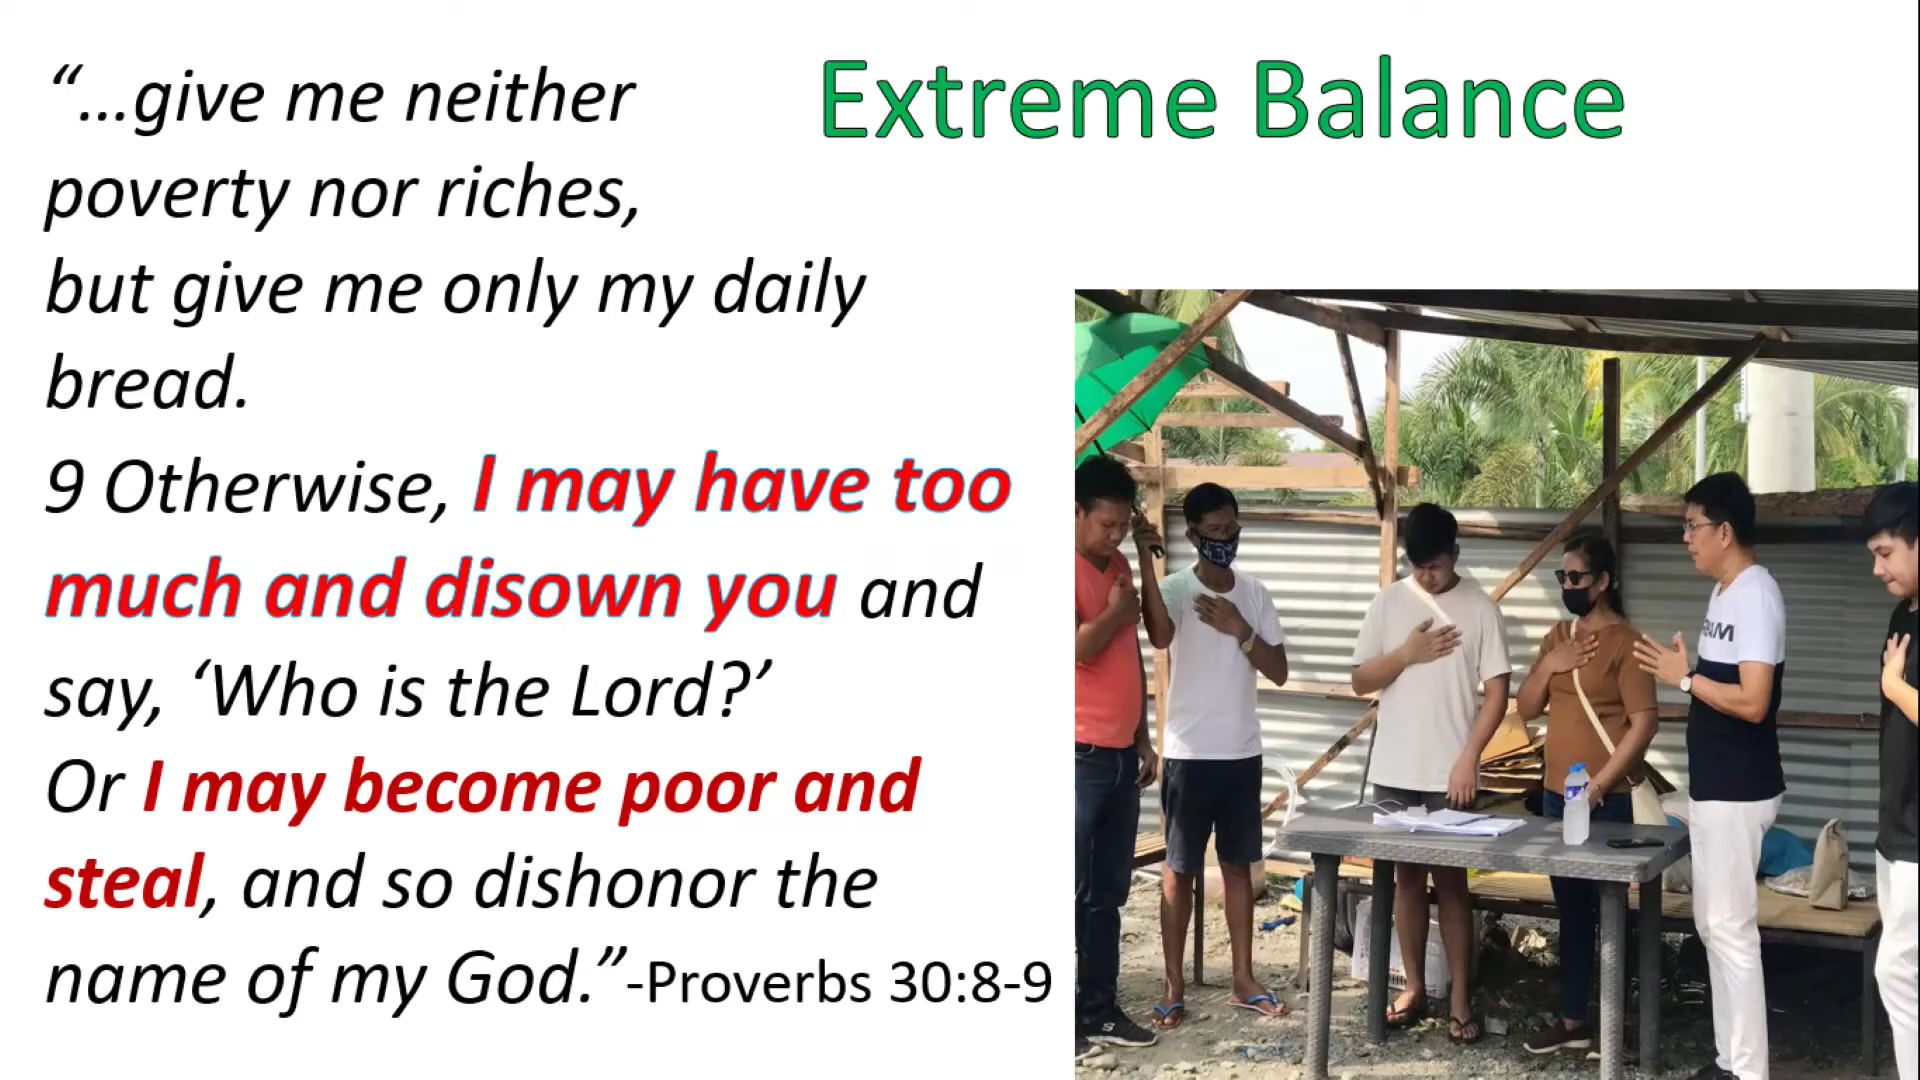 “...give me neither
poverty nor riches,
but give me only my daily
bread.
9 Otherwise, I may have too
much and disown you and
say, ‘Who is the Lord?’
Or I may become poor and
steal, and so dishonor the
name of my God.”-Proverbs 30:8-9
Extreme Balance